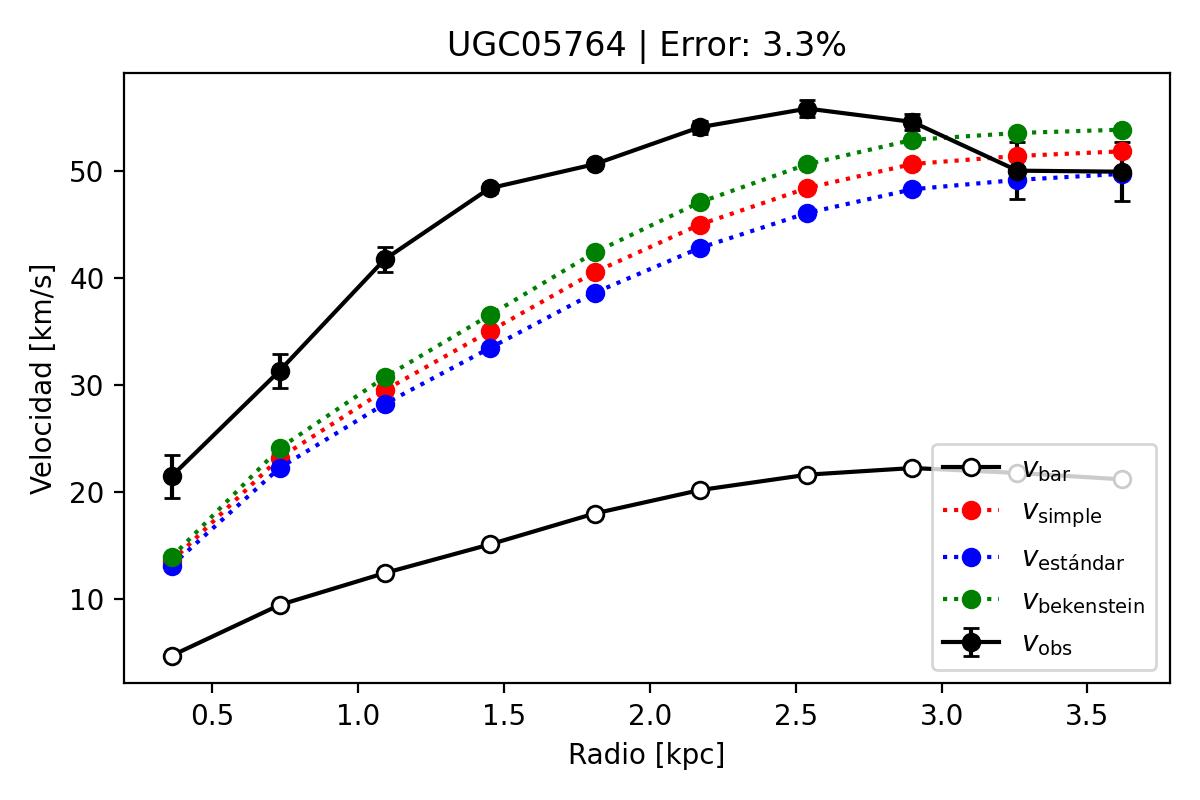 UGC05764 | Error: 3.3%
Velocidad [km/s]
50
40
30
20
10
v_bar
v_simple
v_estándar
v_bekenstein
v_obs
0.5 1.0 1.5 2.0 2.5 3.0 3.5
Radio [kpc]